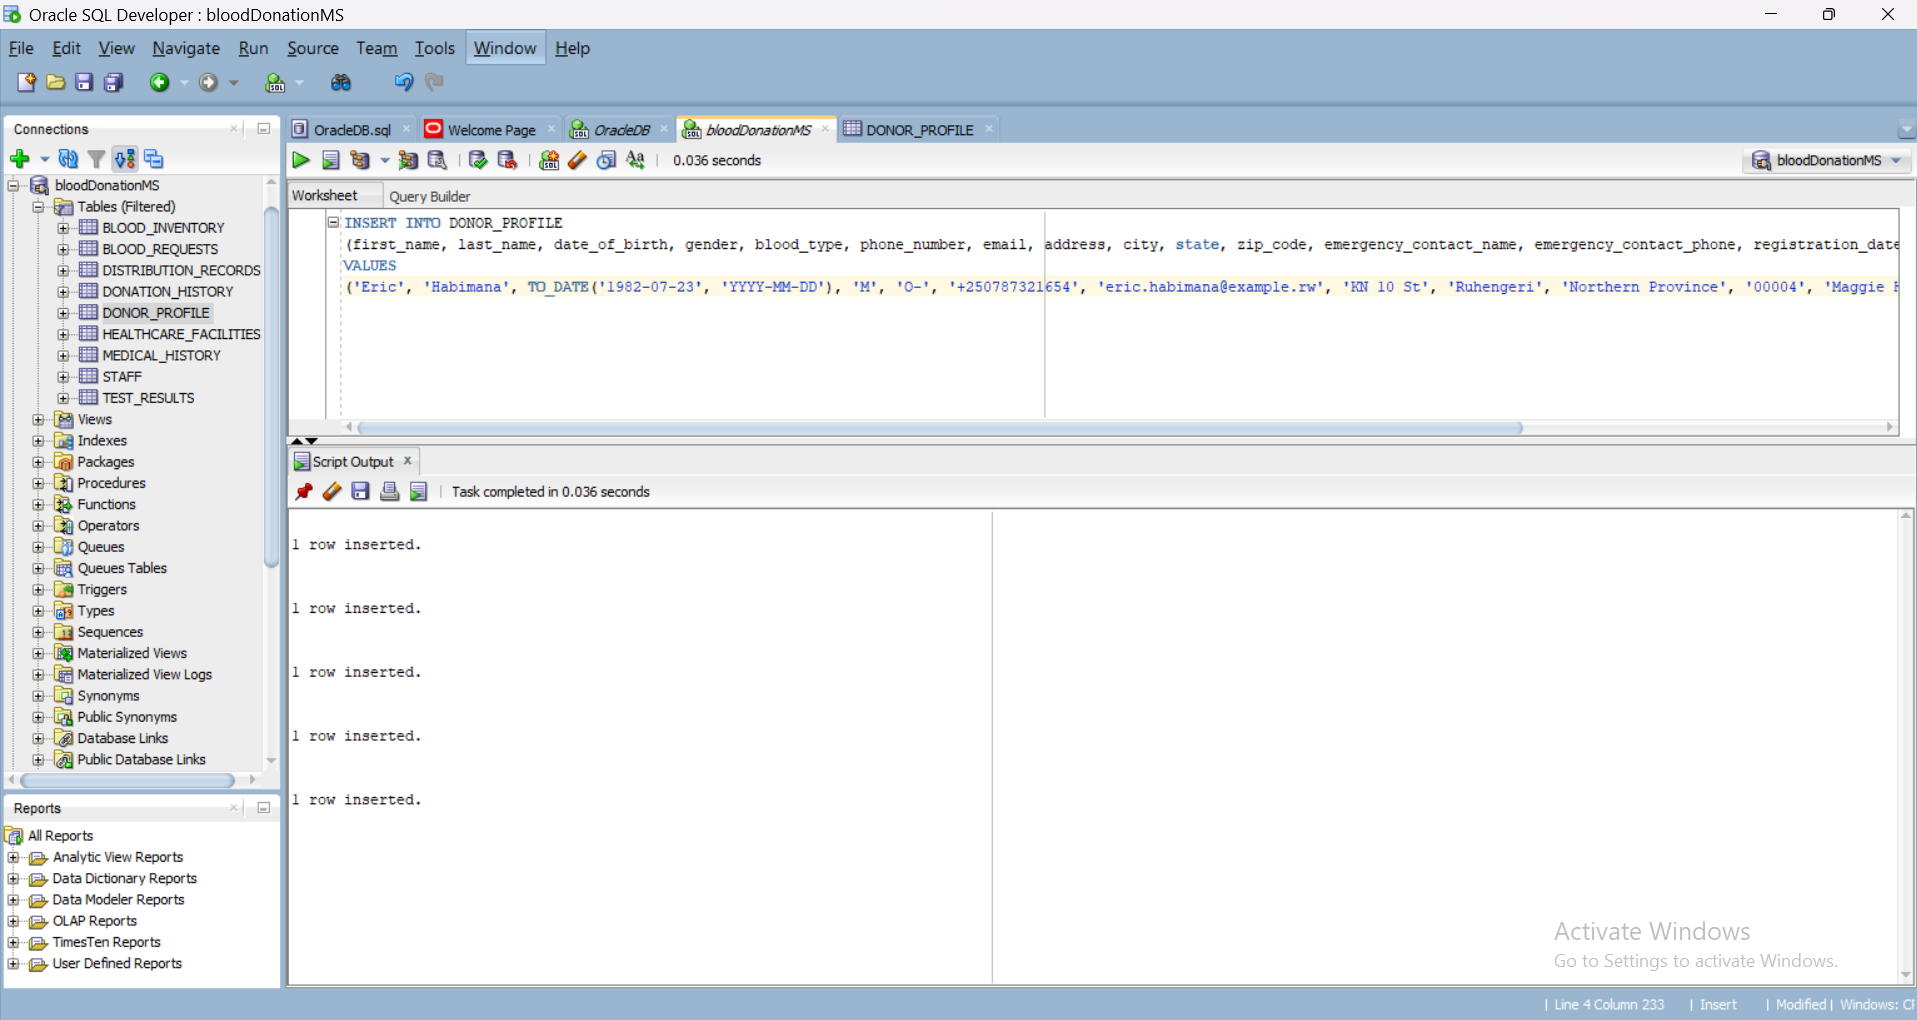 Oracle SQL Developer : bloodDonationMS
File Edit View Navigate Run Source Team Tools Window Help
Connections
bloodDonationMS
Tables (Filtered)
BLOOD_INVENTORY
BLOOD_REQUESTS
DISTRIBUTION_RECORDS
DONATION_HISTORY
DONOR_PROFILE
HEALTHCARE_FACILITIES
MEDICAL_HISTORY
STAFF
TEST_RESULTS
Views
Indexes
Packages
Procedures
Functions
Operators
Queues
Queues Tables
Triggers
Types
Sequences
Materialized Views
Materialized View Logs
Synonyms
Public Synonyms
Database Links
Public Database Links
Reports
All Reports
Analytic View Reports
Data Dictionary Reports
Data Modeler Reports
OLAP Reports
TimesTen Reports
User Defined Reports
OracleDB.sql Welcome Page OracleDB bloodDonationMS DONOR_PROFILE
0.036 seconds
bloodDonationMS
Worksheet Query Builder
INSERT INTO DONOR_PROFILE
(first_name, last_name, date_of_birth, gender, blood_type, phone_number, email, address, city, state, zip_code, emergency_contact_name, emergency_contact_phone, registration_date
VALUES
('Eric', 'Habimana', TO_DATE('1982-07-23', 'YYYY-MM-DD'), 'M', 'O-', '+250787321654', 'eric.habimana@example.rw', 'KN 10 St', 'Ruhengeri', 'Northern Province', '00004', 'Maggie
Script Output
Task completed in 0.036 seconds
1 row inserted.
1 row inserted.
1 row inserted.
1 row inserted.
1 row inserted.
Activate Windows
Go to Settings to activate Windows.
Line 4 Column 233 Insert Modified Windows: